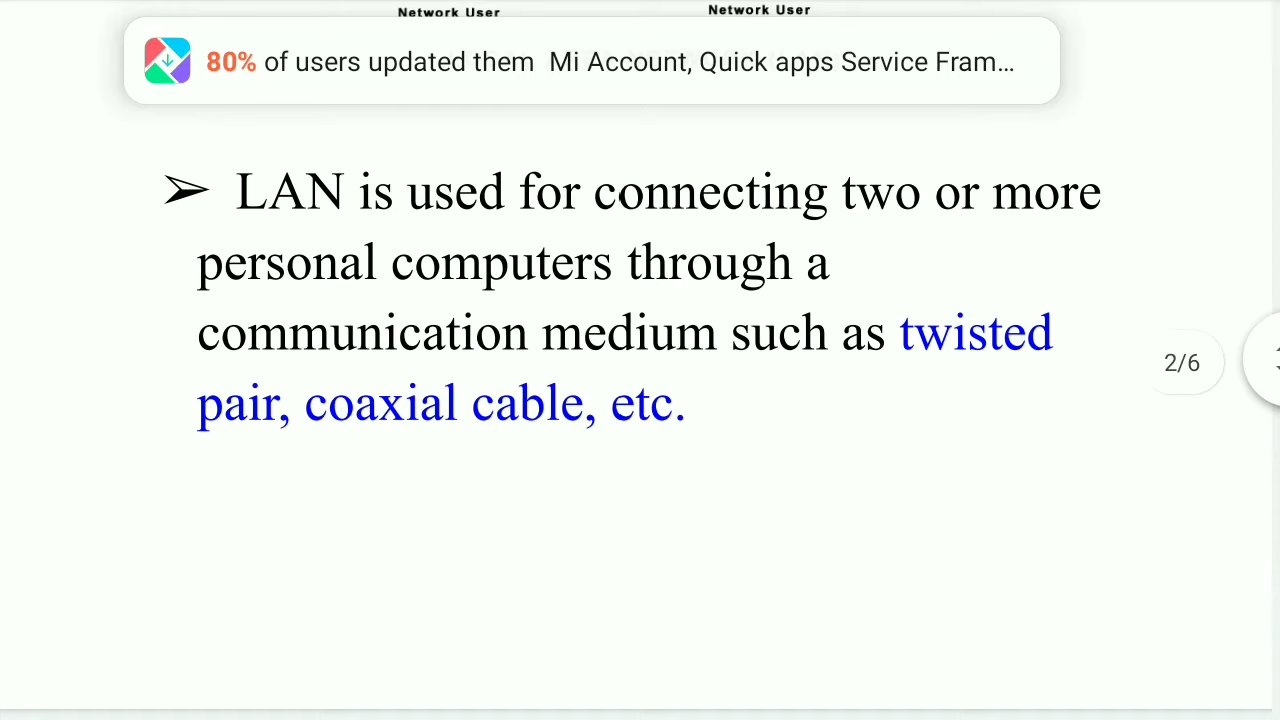 Network User Network User
80% of users updated them Mi Account, Quick apps Service Fram...
➢ LAN is used for connecting two or more
personal computers through a
communication medium such as twisted
2/6
pair, coaxial cable, etc.